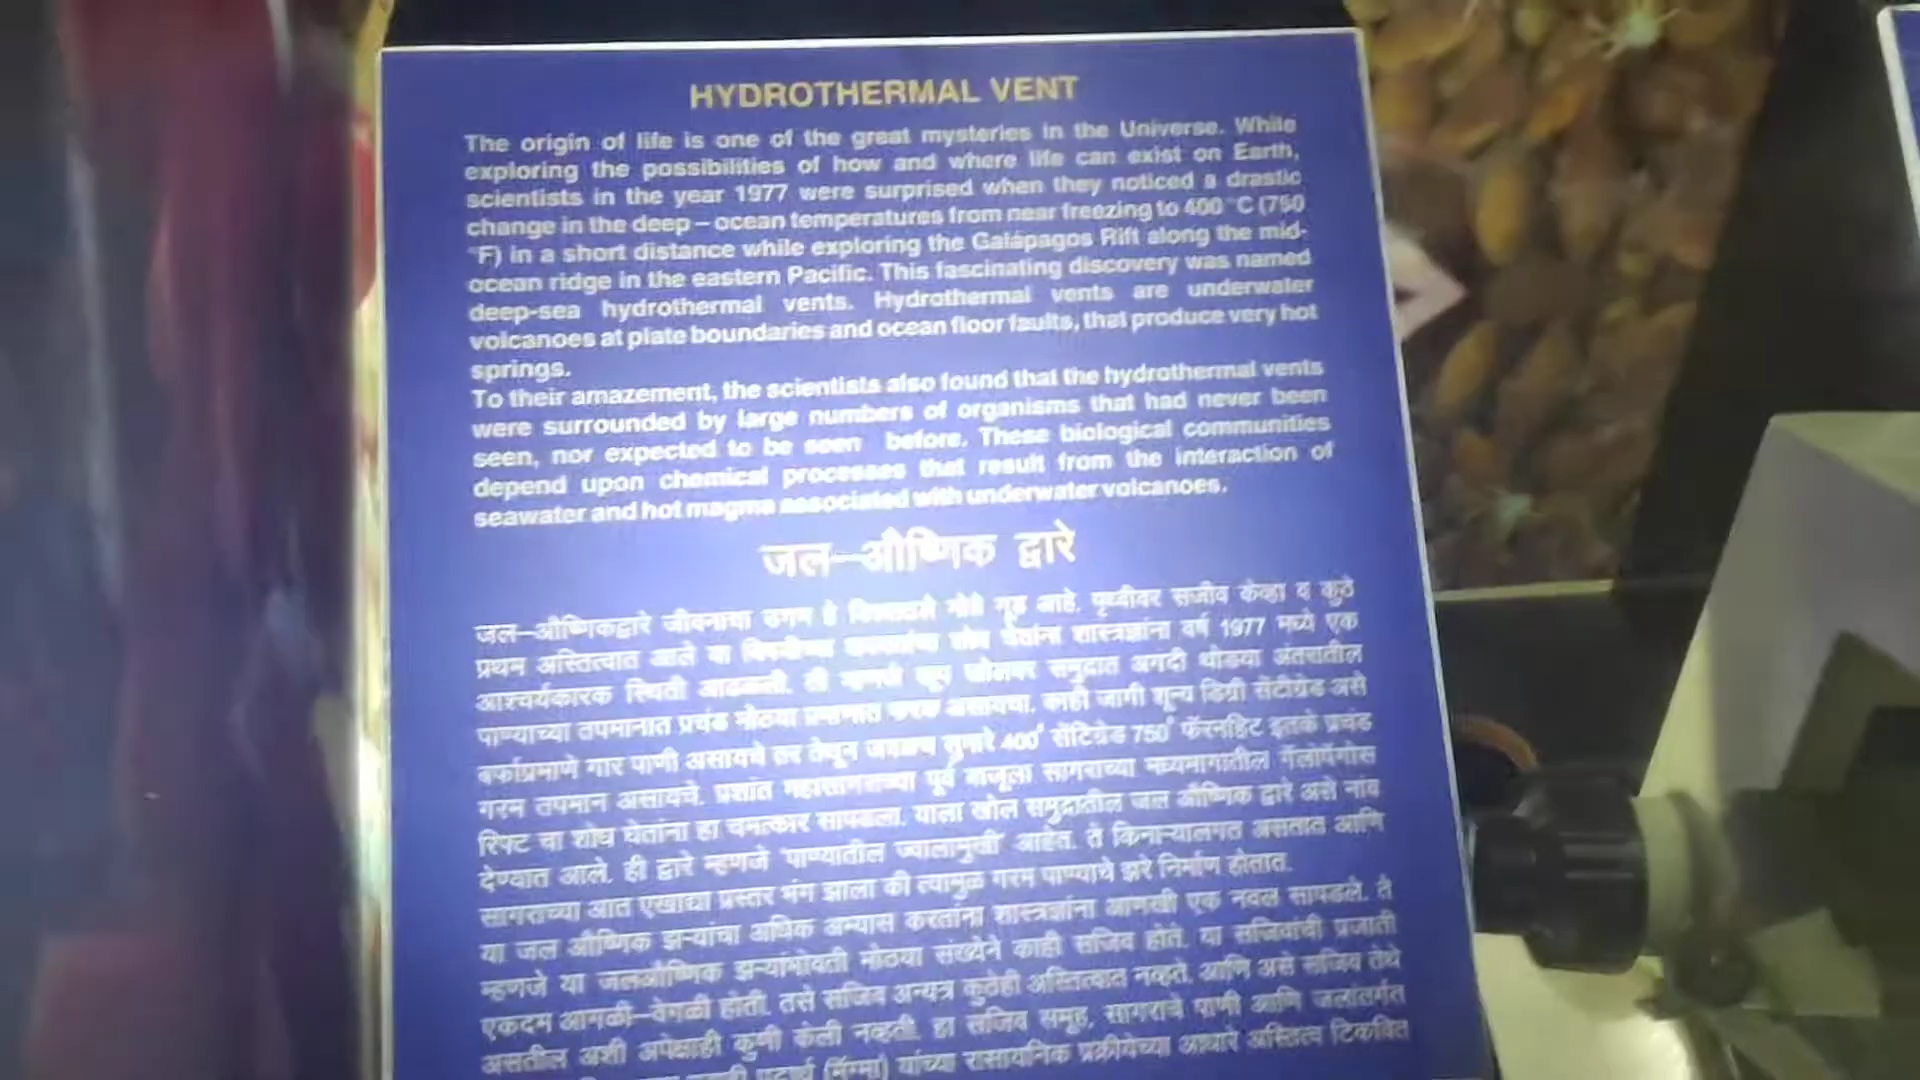 HYDROTHERMAL VENT
The origin of life is one of the great mysteries in the Universe. While
exploring the possibilities of how and where life can exist on Earth,
scientists in the year 1977 were surprised when they noticed a drastic
change in the deep – ocean temperatures from near freezing to 400 °C (750
°F) in a short distance while exploring the Galápagos Rift along the mid-
ocean ridge in the eastern Pacific. This fascinating discovery was named
deep-sea hydrothermal vents. Hydrothermal vents are underwater
volcanoes at plate boundaries and ocean floor faults, that produce very hot
springs.
To their amazement, the scientists also found that the hydrothermal vents
were surrounded by large numbers of organisms that had never been
seen, nor expected to be seen before. These biological communities
depend upon chemical processes that result from the interaction of
seawater and hot magma associated with underwater volcanoes.
जल–औष्णिक द्वारे
जल–औष्णिकद्वारे जीवनाचा उगम हे गूढ आहे. पृथ्वीवर सजीव केव्हा व कुठे
प्रथम अस्तित्वात आले या शास्त्रज्ञांना वर्ष 1977 मध्ये एक
आश्चर्यकारक स्थिती आढळली. ती म्हणजे खूप खोलवर समुद्रात अगदी थोडया अंतरातील
पाण्याच्या तपमानात प्रचंड मोठया प्रमाणात फरक असायचा. काही जागी शून्य डिग्री सेंटीग्रेड असे
बर्फाप्रमाणे गार पाणी असायचे तर तेथून जवळच सुमारे 400° सेंटिग्रेड 750° फॅरनहिट इतके प्रचंड
गरम तपमान असायचे. प्रशांत महासागराच्या पूर्व बाजूला सागराच्या मध्यभागातील गॅलोपॅगोस
रिफ्ट चा शोध घेतांना हा चमत्कार सापडला. याला खोल समुद्रातील जल औष्णिक द्वारे असे नांव
देण्यात आले. ही द्वारे म्हणजे 'पाण्यातील ज्वालामुखी' आहेत. ते किनाऱ्यालगत असतात आणि
सागराच्या आत एखाद्या प्रस्तर भंग झाला की त्यामुळ गरम पाण्याचे झरे निर्माण होतात.
या जल औष्णिक झऱ्यांचा अधिक अभ्यास करतांना शास्त्रज्ञांना आणखी एक नवल सापडले. ते
म्हणजे या जलऔष्णिक झऱ्यांभोवती मोठया संख्येने काही सजिव होते. या सजिवांची प्रजाती
एकदम आगळी–वेगळी होती. तसे सजिव अन्यत्र कुठेही अस्तित्वात नव्हते. आणि असे सजिव तेथे
असतील अशी अपेक्षाही कुणी केली नव्हती. हा सजिव समूह, सागराचे पाणी आणि जलांतर्गत
(मॅग्मा) यांच्या रासायनिक प्रक्रीयेच्या आधारे अस्तित्व टिकवित